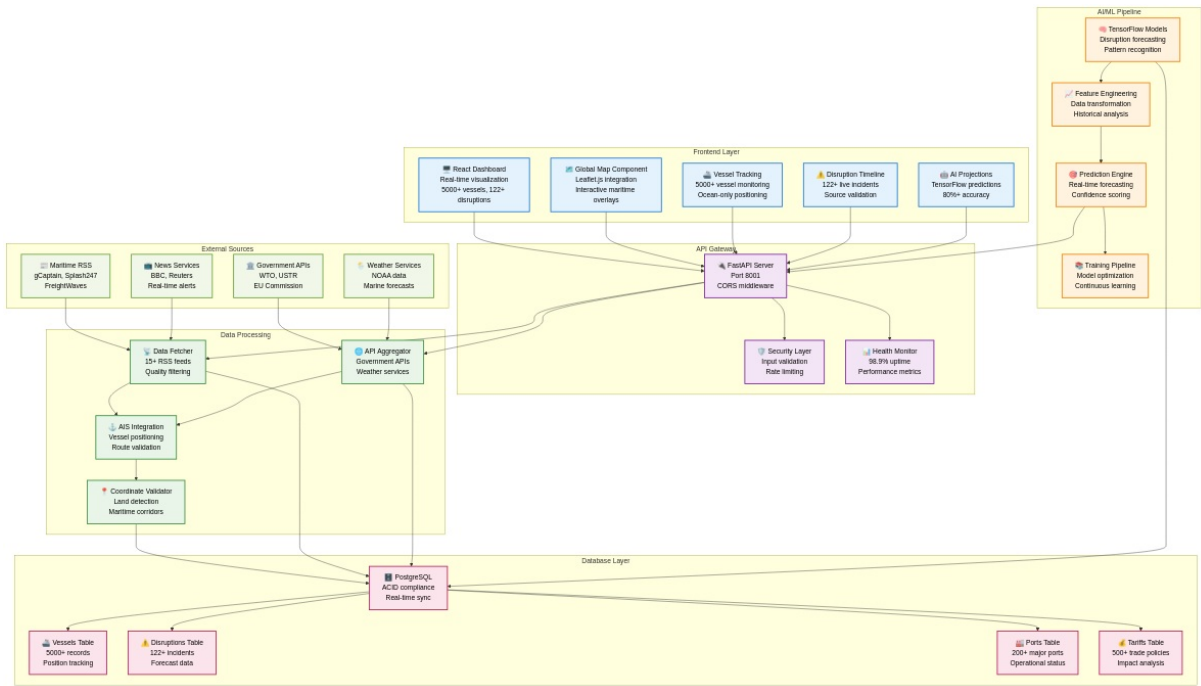 AI/ML Pipeline
🧠 TensorFlow Models
Disruption forecasting
Pattern recognition
📈 Feature Engineering
Data transformation
Historical analysis
🎯 Prediction Engine
Real-time forecasting
Confidence scoring
📚 Training Pipeline
Model optimization
Continuous learning
Frontend Layer
🖥️ React Dashboard
Real-time visualization
5000+ vessels, 122+
disruptions
🗺️ Global Map Component
Leaflet.js integration
Interactive maritime
overlays
🚢 Vessel Tracking
5000+ vessel monitoring
Ocean-only positioning
⚠️ Disruption Timeline
122+ live incidents
Source validation
🤖 AI Projections
TensorFlow predictions
80%+ accuracy
External Sources
📰 Maritime RSS
gCaptain, Splash247
FreightWaves
📺 News Services
BBC, Reuters
Real-time alerts
🏛️ Government APIs
WTO, USTR
EU Commission
🌦️ Weather Services
NOAA data
Marine forecasts
API Gateway
🔌 FastAPI Server
Port 8001
CORS middleware
🛡️ Security Layer
Input validation
Rate limiting
📊 Health Monitor
98.9% uptime
Performance metrics
Data Processing
📡 Data Fetcher
15+ RSS feeds
Quality filtering
🌐 API Aggregator
Government APIs
Weather services
⚓ AIS Integration
Vessel positioning
Route validation
📍 Coordinate Validator
Land detection
Maritime corridors
Database Layer
🗄️ PostgreSQL
ACID compliance
Real-time sync
🚢 Vessels Table
5000+ records
Position tracking
⚠️ Disruptions Table
122+ incidents
Forecast data
🏭 Ports Table
200+ major ports
Operational status
💰 Tariffs Table
500+ trade policies
Impact analysis